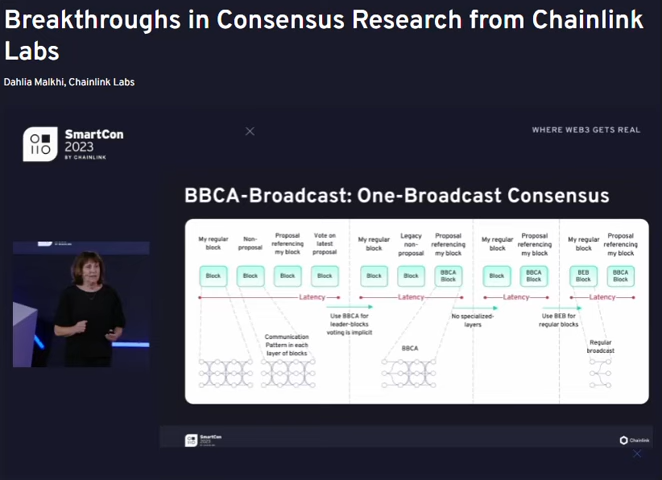 Breakthroughs in Consensus Research from Chainlink
Labs
Dahlia Malkhi, Chainlink Labs
SmartCon
2023
BY CHAINLINK
WHERE WEB3 GETS REAL
BBCA-Broadcast: One-Broadcast Consensus
My regular
block
Non-
proposal
Proposal
referencing
my block
Vote on
latest
proposal
My regular
block
Legacy
non-
proposal
Proposal
referencing
my block
My regular
block
Proposal
referencing
my block
My regular
block
Proposal
referencing
my block
Block
Block
Block
Block
Block
Block
BBCA
Block
Block
BBCA
Block
BEB
Block
BBCA
Block
Latency
Latency
Latency
Latency
Use BBCA for
leader-blocks
voting is implicit
No specialized-
layers
Use BEB for
regular blocks
Communication
Pattern in each
layer of blocks
BBCA
Regular
broadcast
SmartCon
2023
Chainlink